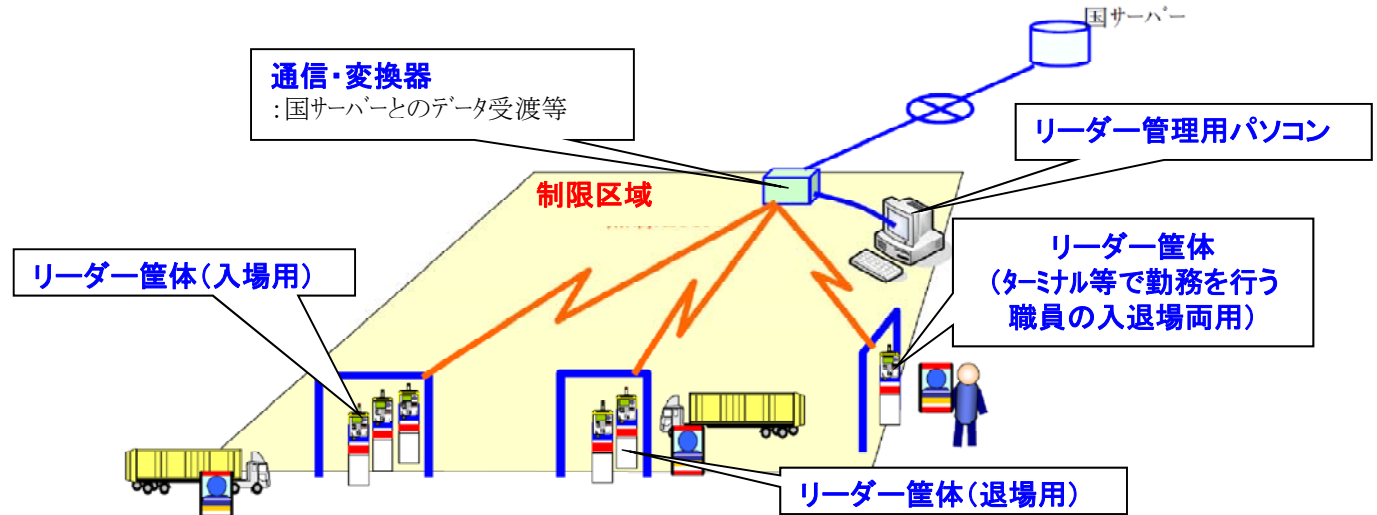 国サーバー
通信・変換器
：国サーバーとのデータ受渡等
リーダー管理用パソコン
制限区域
リーダー筐体
（ターミナル等で勤務を行う
職員の入退場両用）
リーダー筐体（入場用）
リーダー筐体（退場用）